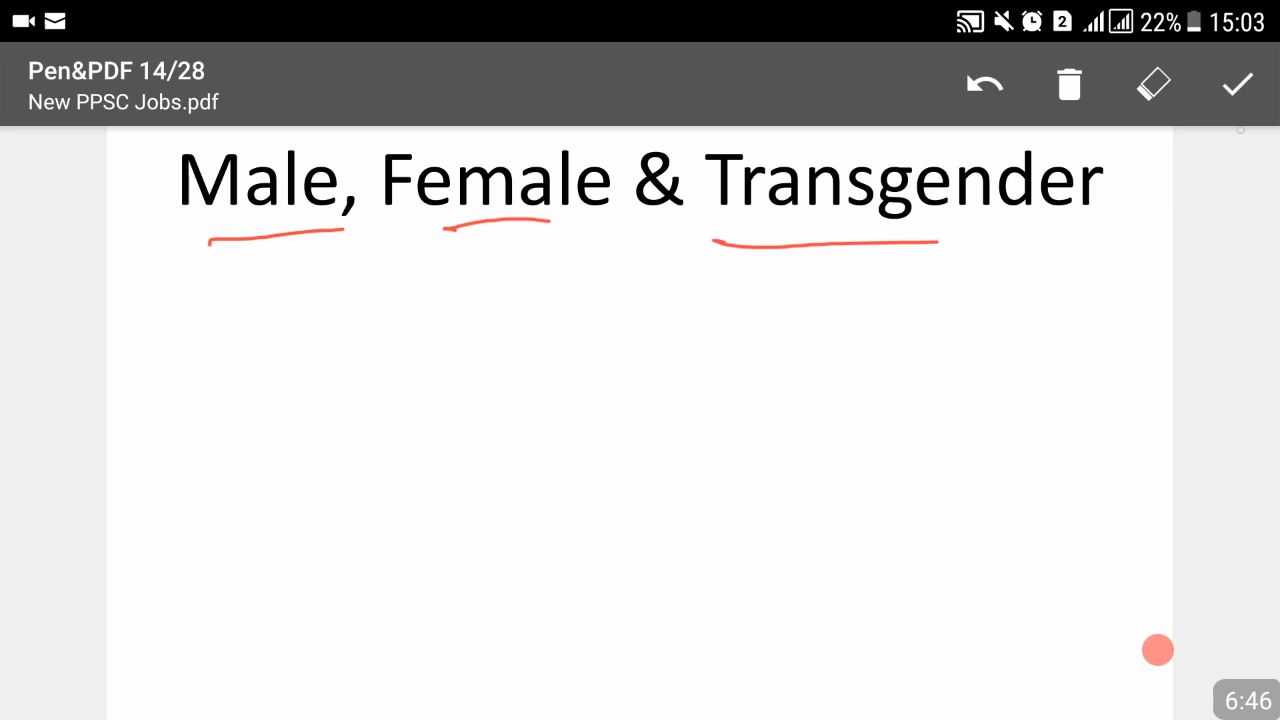 22% 15:03
Pen&PDF 14/28
New PPSC Jobs.pdf
Male, Female & Transgender
6:46